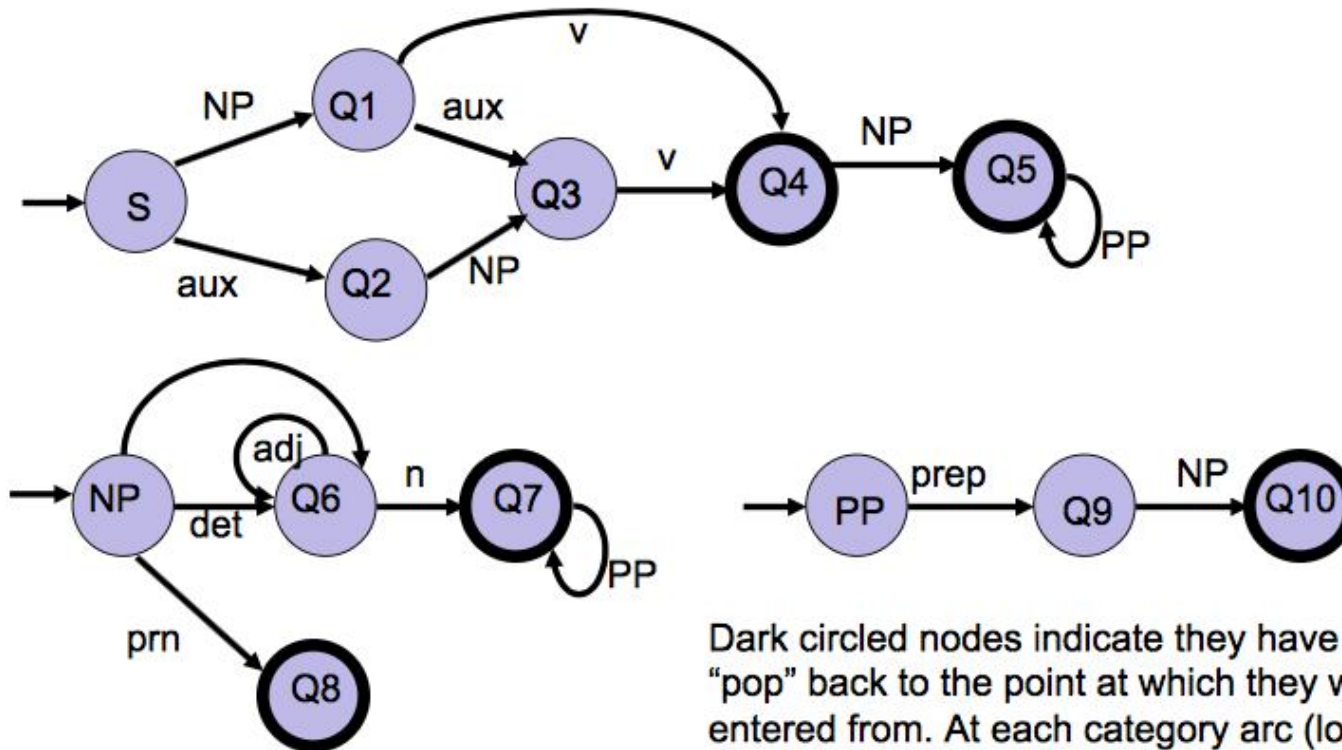 v
NP
Q1
aux
NP
S
Q3
v
Q4
Q5
PP
aux
Q2
NP
adj
n
NP
det
Q6
Q7
PP
prn
Q8
PP
prep
Q9
NP
Q10
Dark circled nodes indicate they have
"pop" back to the point at which they
entered from. At each category arc